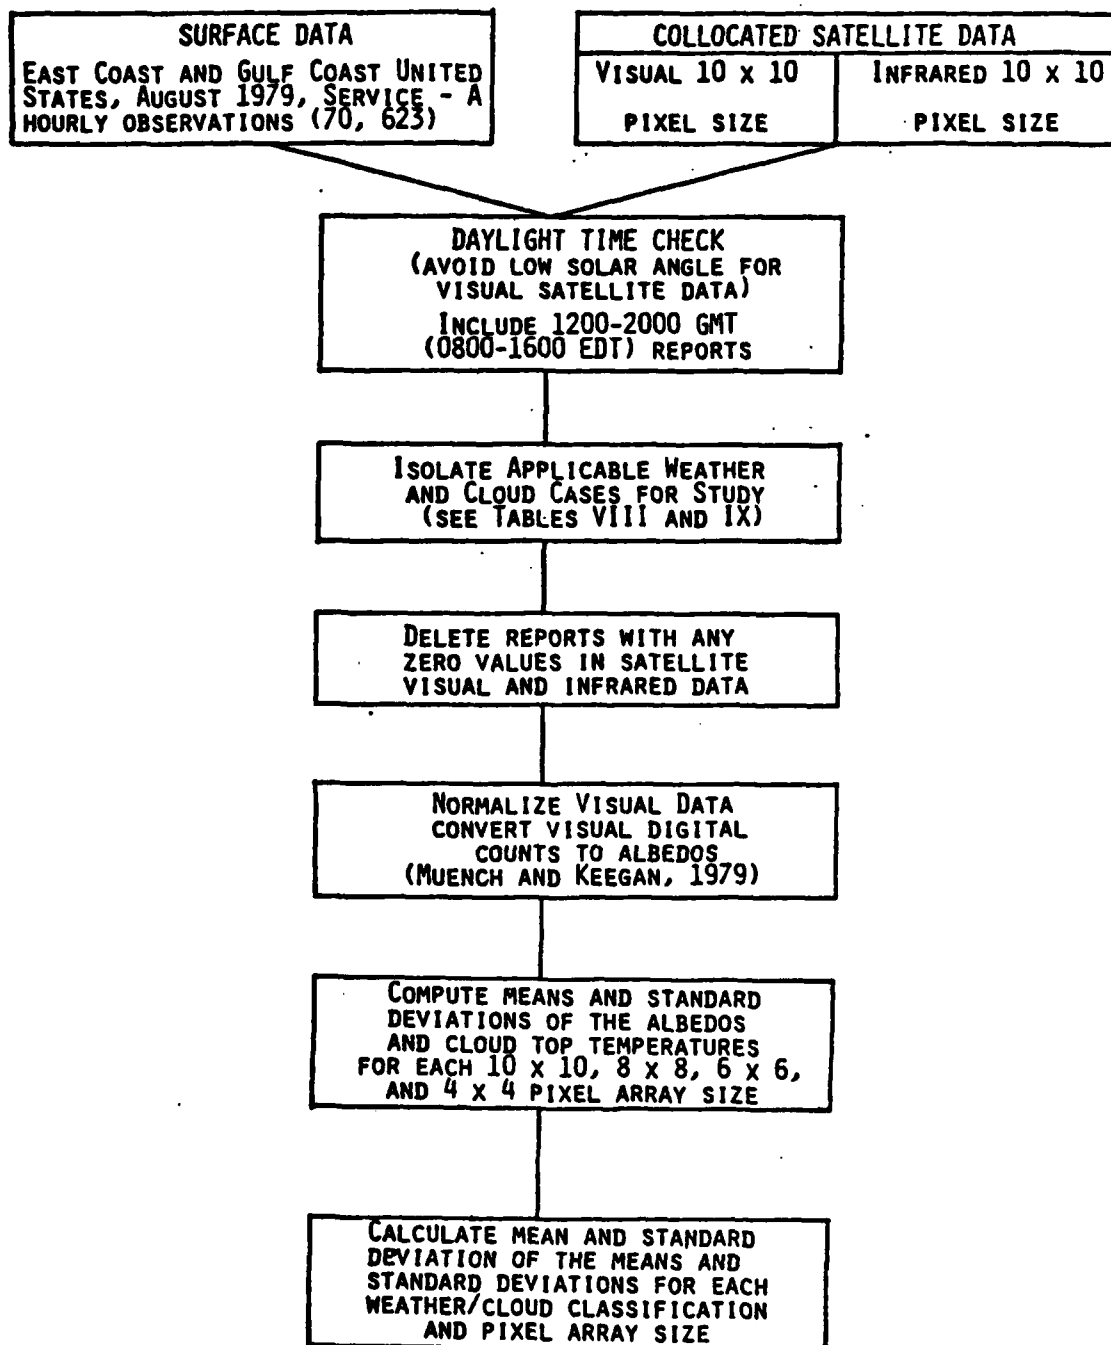 SURFACE DATA
EAST COAST AND GULF COAST UNITED
STATES, AUGUST 1979, SERVICE - A
HOURLY OBSERVATIONS (70, 623)
COLLOCATED SATELLITE DATA
VISUAL 10 x 10
PIXEL SIZE
INFRARED 10 x 10
PIXEL SIZE
DAYLIGHT TIME CHECK
(AVOID LOW SOLAR ANGLE FOR
VISUAL SATELLITE DATA)
INCLUDE 1200-2000 GMT
(0800-1600 EDT) REPORTS
ISOLATE APPLICABLE WEATHER
AND CLOUD CASES FOR STUDY
(SEE TABLES VIII AND IX)
DELETE REPORTS WITH ANY
ZERO VALUES IN SATELLITE
VISUAL AND INFRARED DATA
NORMALIZE VISUAL DATA
CONVERT VISUAL DIGITAL
COUNTS TO ALBEDOS
(MUENCH AND KEEGAN, 1979)
COMPUTE MEANS AND STANDARD
DEVIATIONS OF THE ALBEDOS
AND CLOUD TOP TEMPERATURES
FOR EACH 10 x 10, 8 x 8, 6 x 6,
AND 4 x 4 PIXEL ARRAY SIZE
CALCULATE MEAN AND STANDARD
DEVIATION OF THE MEANS AND
STANDARD DEVIATIONS FOR EACH
WEATHER/CLOUD CLASSIFICATION
AND PIXEL ARRAY SIZE